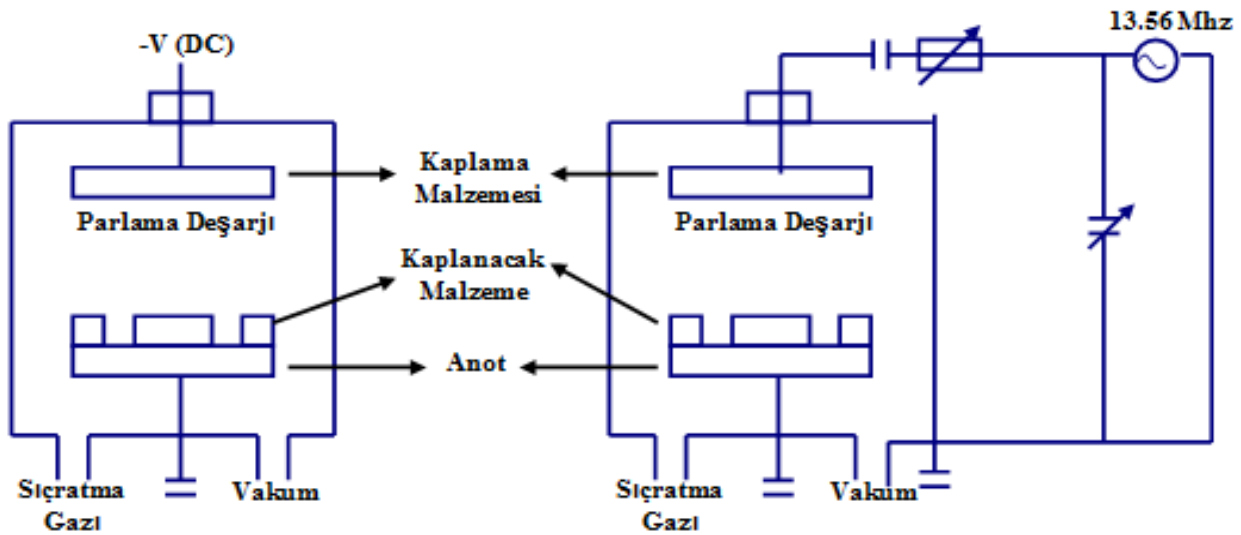 -V (DC)
13.56 Mhz
Kaplama
Malzemesi
Parlama Deşarjı
Parlama Deşarjı
Kaplanacak
Malzeme
Anot
Sıçratma
Gazı
Vakum
Sıçratma
Gazı
Vakum